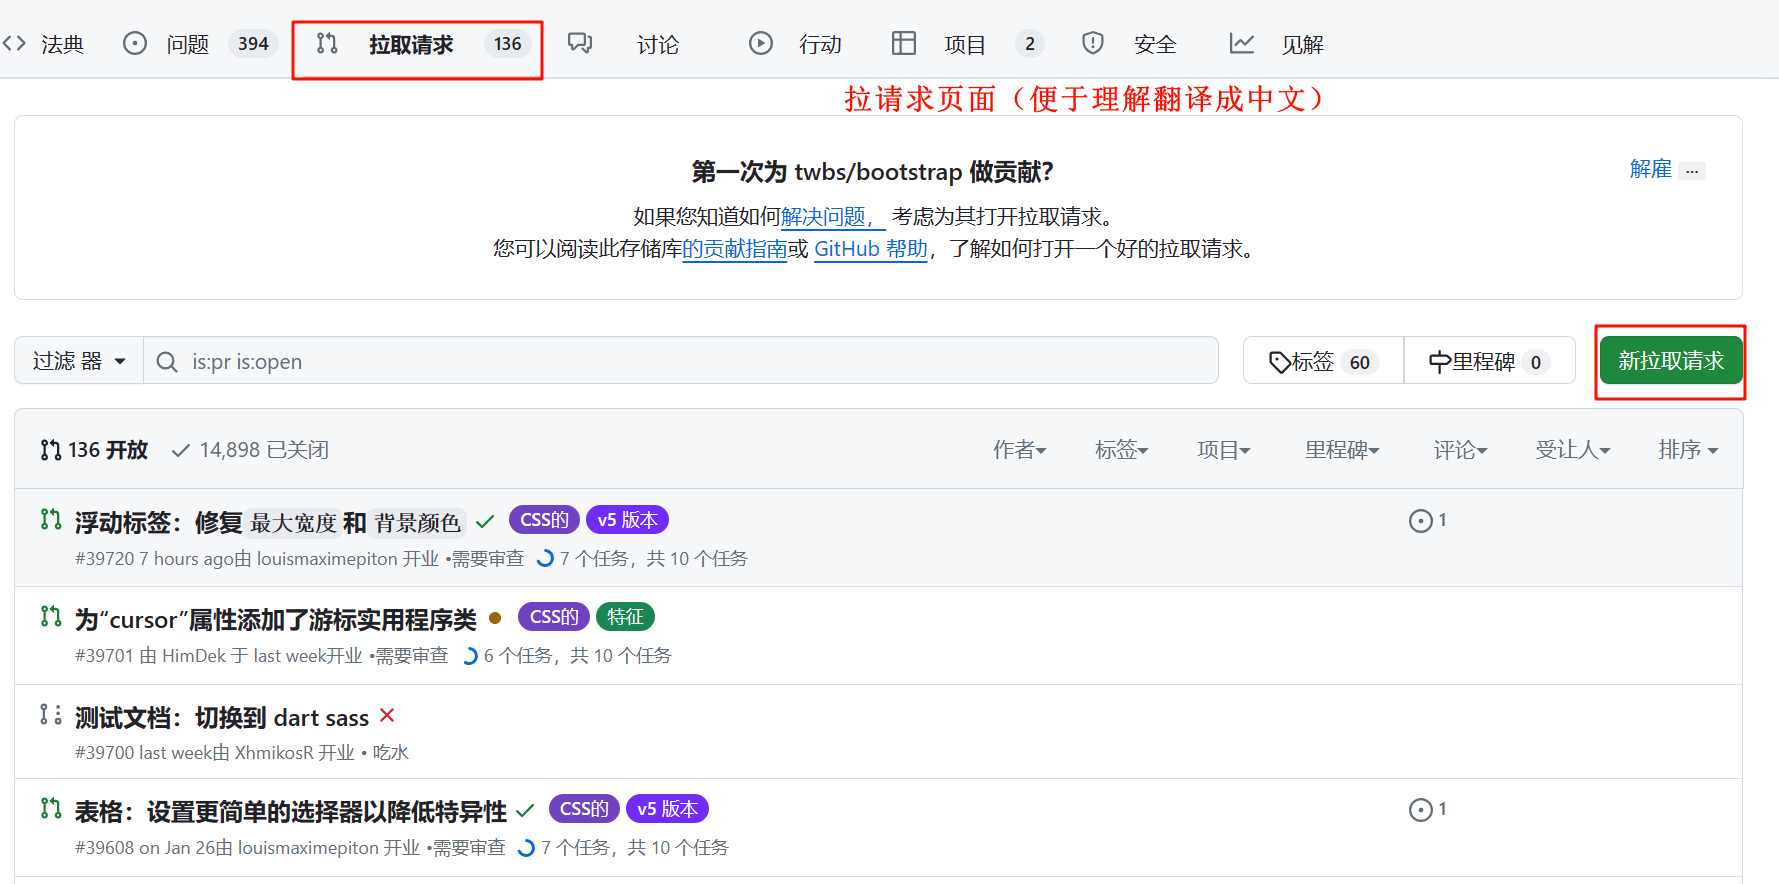 法典 问题 394 拉取请求 136 讨论 行动 项目 2 安全 见解
拉请求页面（便于理解翻译成中文）
第一次为 twbs/bootstrap 做贡献？
解雇 ...
如果您知道如何解决问题， 考虑为其打开拉取请求。
您可以阅读此存储库的贡献指南或 GitHub 帮助，了解如何打开一个好的拉取请求。
过滤 器 is:pr is:open 标签 60 里程碑 0 新拉取请求
136 开放 14,898 已关闭 作者 标签 项目 里程碑 评论 受让人 排序
浮动标签：修复 最大宽度 和 背景颜色 CSS的 v5 版本 1
#39720 7 hours ago由 louismaximepiton 开业 •需要审查 7 个任务，共 10 个任务
为“cursor”属性添加了游标实用程序类 CSS的 特征
#39701 由 HimDek 于 last week开业 •需要审查 6 个任务，共 10 个任务
测试文档：切换到 dart sass
#39700 last week由 XhmikosR 开业 • 吃水
表格：设置更简单的选择器以降低特异性 CSS的 v5 版本 1
#39608 on Jan 26由 louismaximepiton 开业 •需要审查 7 个任务，共 10 个任务